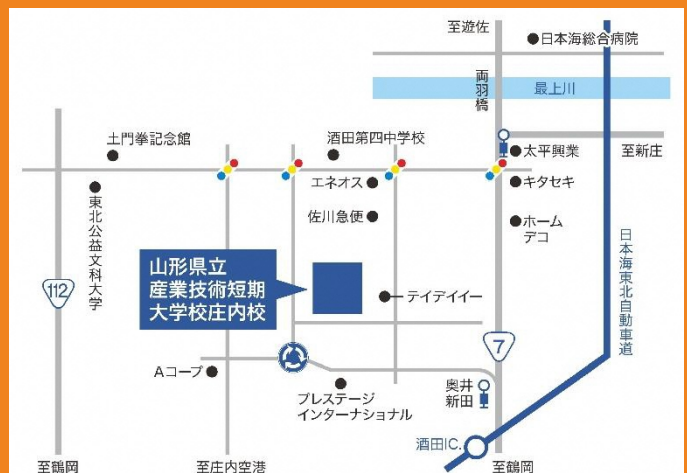 至遊佐
日本海総合病院
両羽橋
最上川
土門拳記念館
酒田第四中学校
太平興業
至新庄
エネオス
キタセキ
東北公益文科大学
佐川急便
ホーム
デコ
日本海東北自動車道
山形県立
産業技術短期
大学校庄内校
112
テイデイイー
7
Aコープ
プレステージ
インターナショナル
奥井
新田
酒田IC.
至鶴岡
至庄内空港
至鶴岡